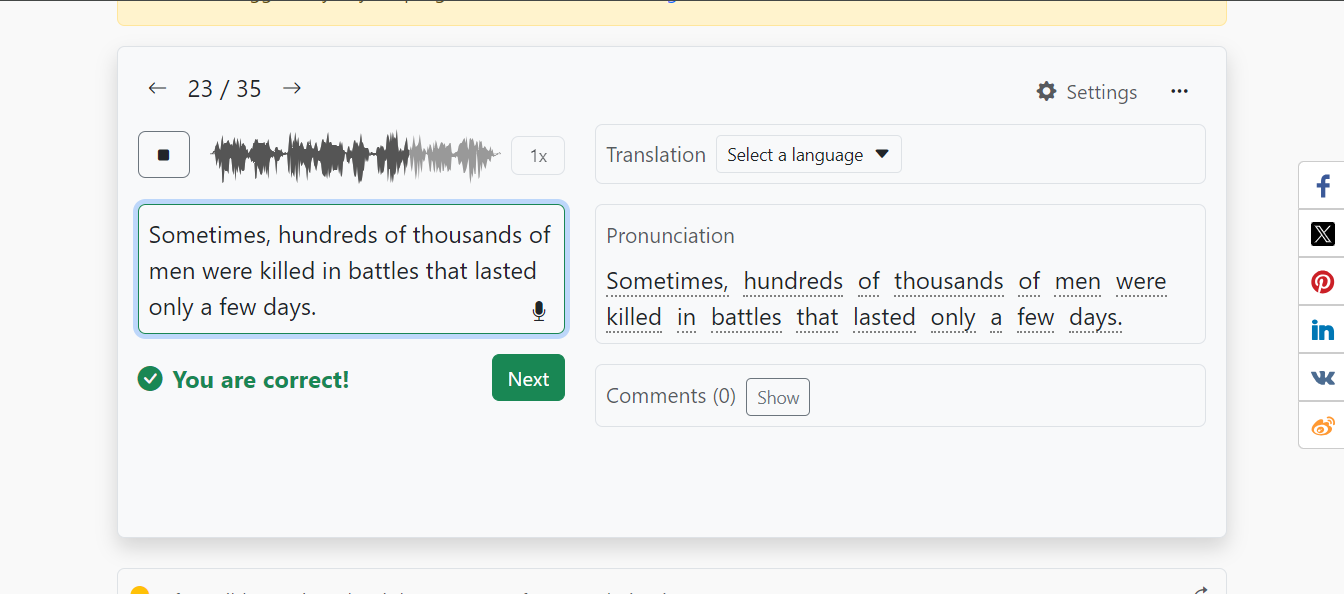 23 / 35
Settings
1x
Translation
Select a language
Sometimes, hundreds of thousands of
men were killed in battles that lasted
only a few days.
You are correct!
Next
Pronunciation
Sometimes, hundreds of thousands of men were
killed in battles that lasted only a few days.
Comments (0)
Show